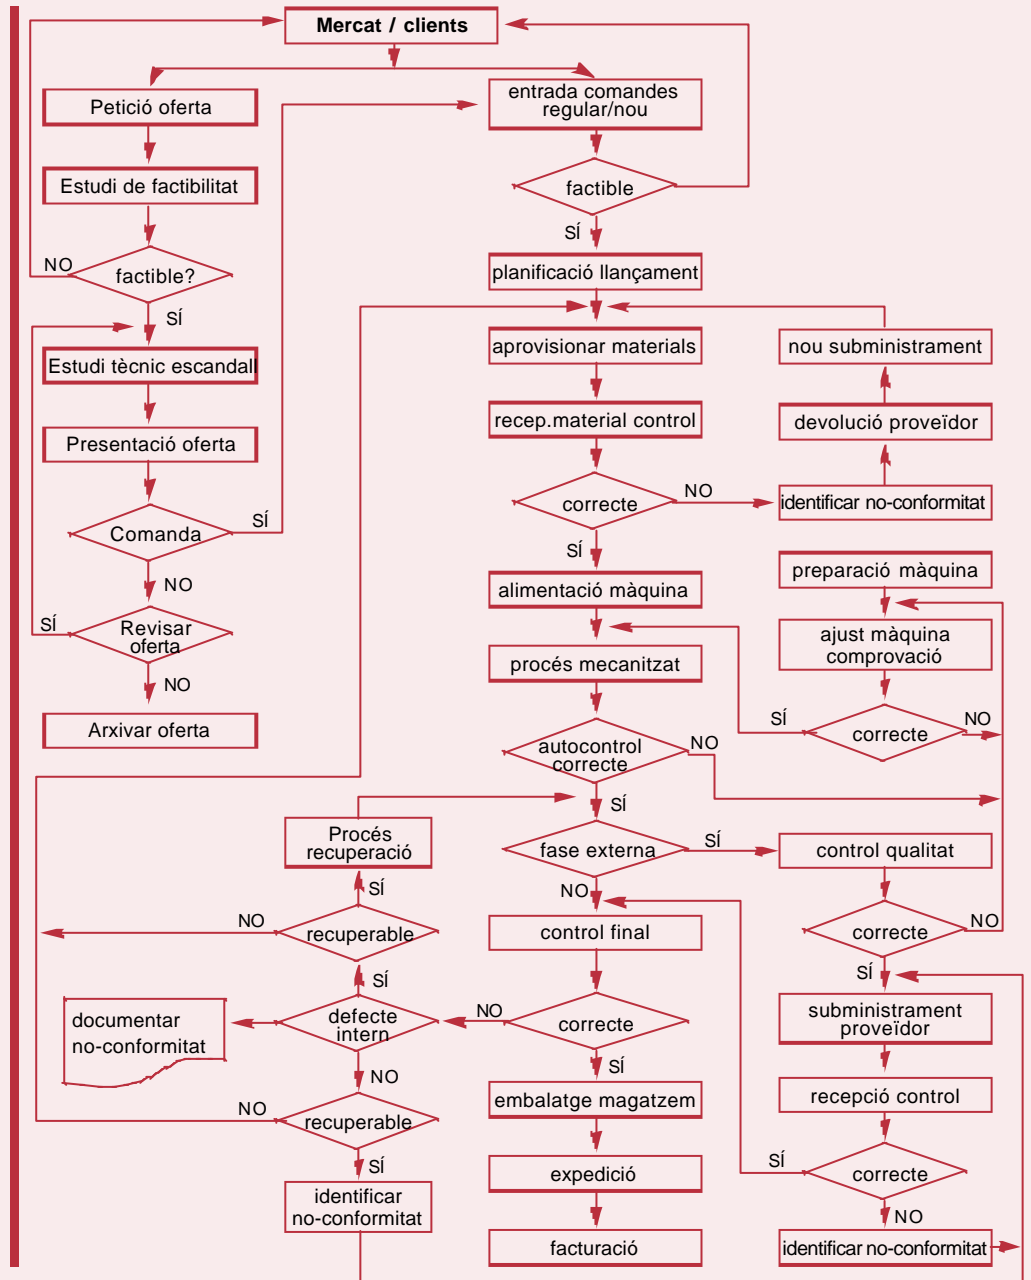 Mercat / clients
Petició oferta
Estudi de factibilitat
NO
factible?
SÍ
Estudi tècnic escandall
Presentació oferta
Comanda
SÍ
NO
SÍ
Revisar
oferta
NO
Arxivar oferta
entrada comandes
regular/nou
factible
SÍ
planificació llançament
aprovisionar materials
nou subministrament
recep.material control
devolució proveïdor
correcte
NO
identificar no-conformitat
SÍ
alimentació màquina
preparació màquina
procés mecanitzat
ajust màquina
comprovació
SÍ
correcte
NO
autocontrol
correcte
NO
SÍ
Procés
recuperació
fase externa
SÍ
control qualitat
SÍ
NO
NO
recuperable
control final
correcte
NO
SÍ
SÍ
documentar
no-conformitat
defecte
intern
NO
correcte
subministrament
proveïdor
NO
SÍ
NO
recuperable
embalatge magatzem
recepció control
SÍ
SÍ
correcte
identificar
no-conformitat
expedició
NO
facturació
identificar no-conformitat